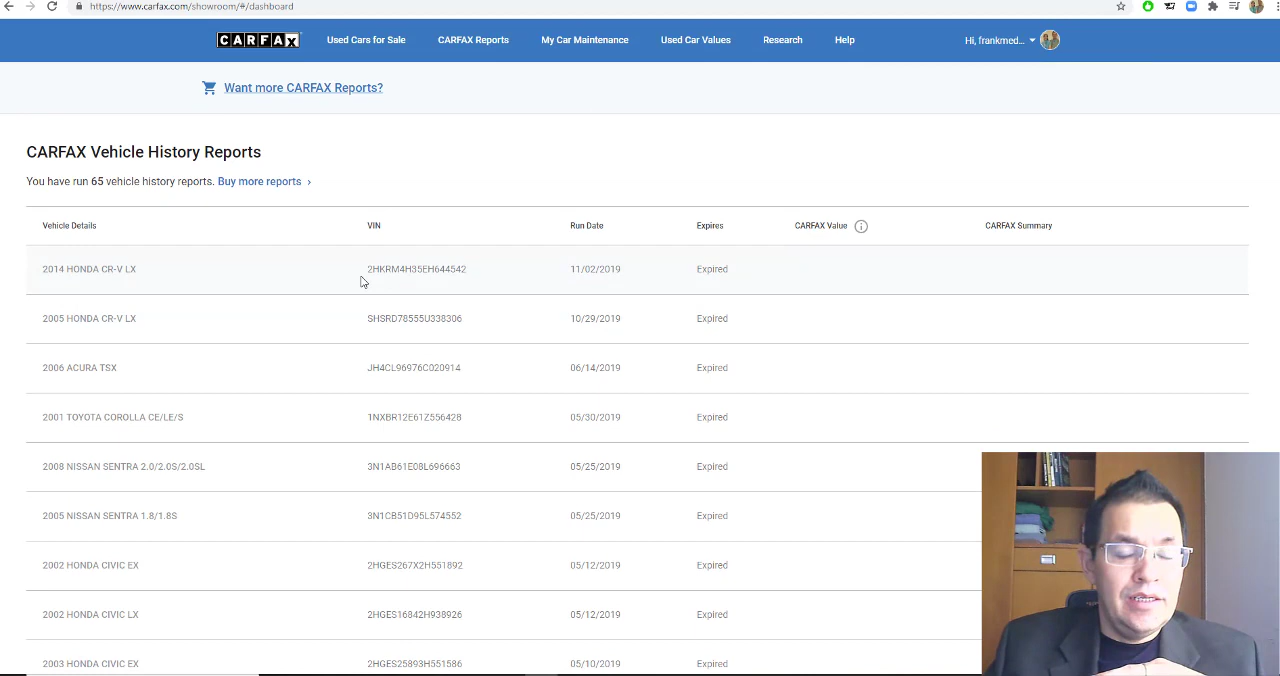 https://www.carfax.com/showroom/#/dashboard
CARFAX
Used Cars for Sale
CARFAX Reports
My Car Maintenance
Used Car Values
Research
Help
Hi, frankmed...
Want more CARFAX Reports?
CARFAX Vehicle History Reports
You have run 65 vehicle history reports. Buy more reports ›
Vehicle Details VIN Run Date Expires CARFAX Value CARFAX Summary
2014 HONDA CR-V LX 2HKRM4H35EH644542 11/02/2019 Expired
2005 HONDA CR-V LX SHSRD78555U338306 10/29/2019 Expired
2006 ACURA TSX JH4CL96976C020914 06/14/2019 Expired
2001 TOYOTA COROLLA CE/LE/S 1NXBR12E61Z556428 05/30/2019 Expired
2008 NISSAN SENTRA 2.0/2.0S/2.0SL 3N1AB61E08L696663 05/25/2019 Expired
2005 NISSAN SENTRA 1.8/1.8S 3N1CB51D95L574552 05/25/2019 Expired
2002 HONDA CIVIC EX 2HGES267X2H551892 05/12/2019 Expired
2002 HONDA CIVIC LX 2HGES16842H938926 05/12/2019 Expired
2003 HONDA CIVIC EX 2HGES25893H551586 05/10/2019 Expired